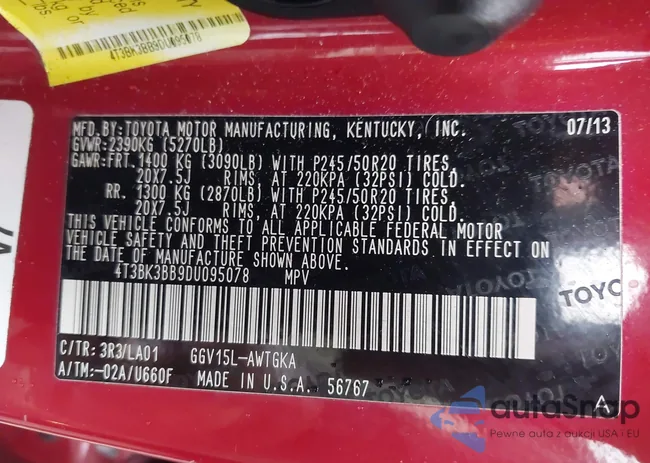 4T3BK3BB9DU095078
MFD.BY:TOYOTA MOTOR MANUFACTURING, KENTUCKY, INC. 07/13
GVWR:2390KG (5270LB)
GAWR:FRT. 1400 KG (3090LB) WITH P245/50R20 TIRES,
20X7.5J RIMS, AT 220KPA (32PSI) COLD.
RR. 1300 KG (2870LB) WITH P245/50R20 TIRES,
20X7.5J RIMS, AT 220KPA (32PSI) COLD.
THIS VEHICLE CONFORMS TO ALL APPLICABLE FEDERAL MOTOR
VEHICLE SAFETY AND THEFT PREVENTION STANDARDS IN EFFECT ON
THE DATE OF MANUFACTURE SHOWN ABOVE.
4T3BK3BB9DU095078 MPV
C/TR: 3R3/LA01 GGV15L-AWTGKA
A/TM:-02A/U660F MADE IN U.S.A. 56767
A
TOYOTA
autoSnap
Pewne auta z aukcji USA i EU